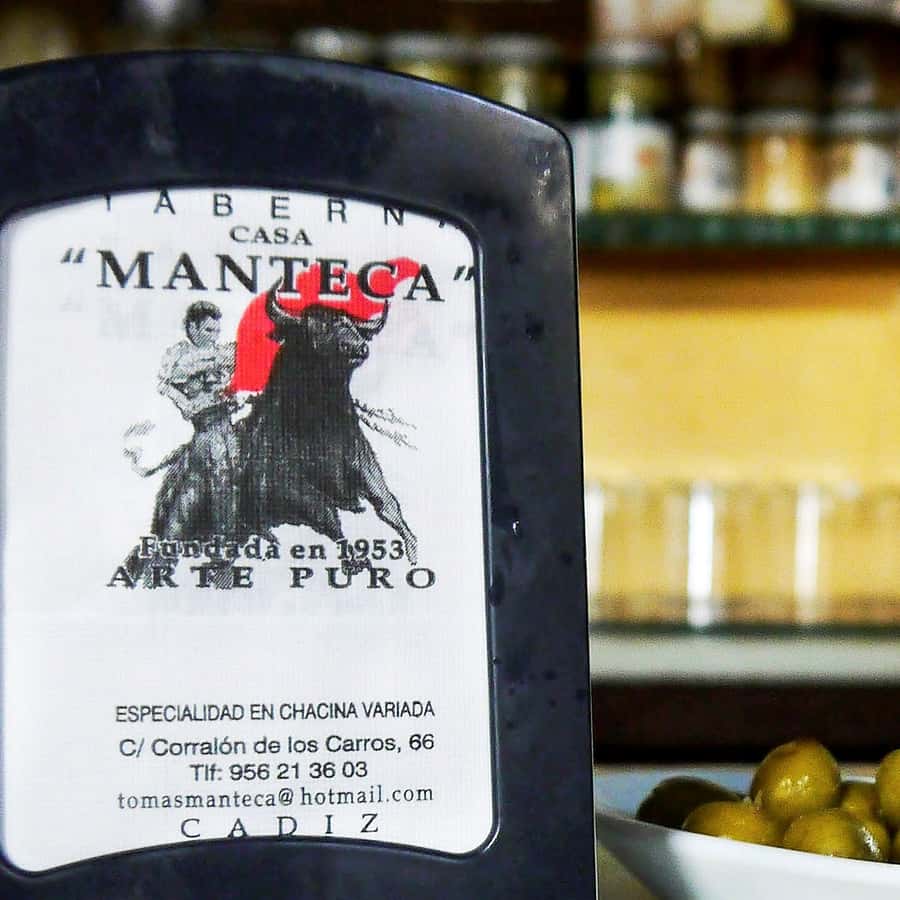 TABERNA
CASA
"MANTECA"
Fundada en 1953
ARTE PURO
ESPECIALIDAD EN CHACINA VARIADA
C/ Corralón de los Carros, 66
Tlf: 956 21 36 03
tomasmanteca@hotmail.com
CADIZ